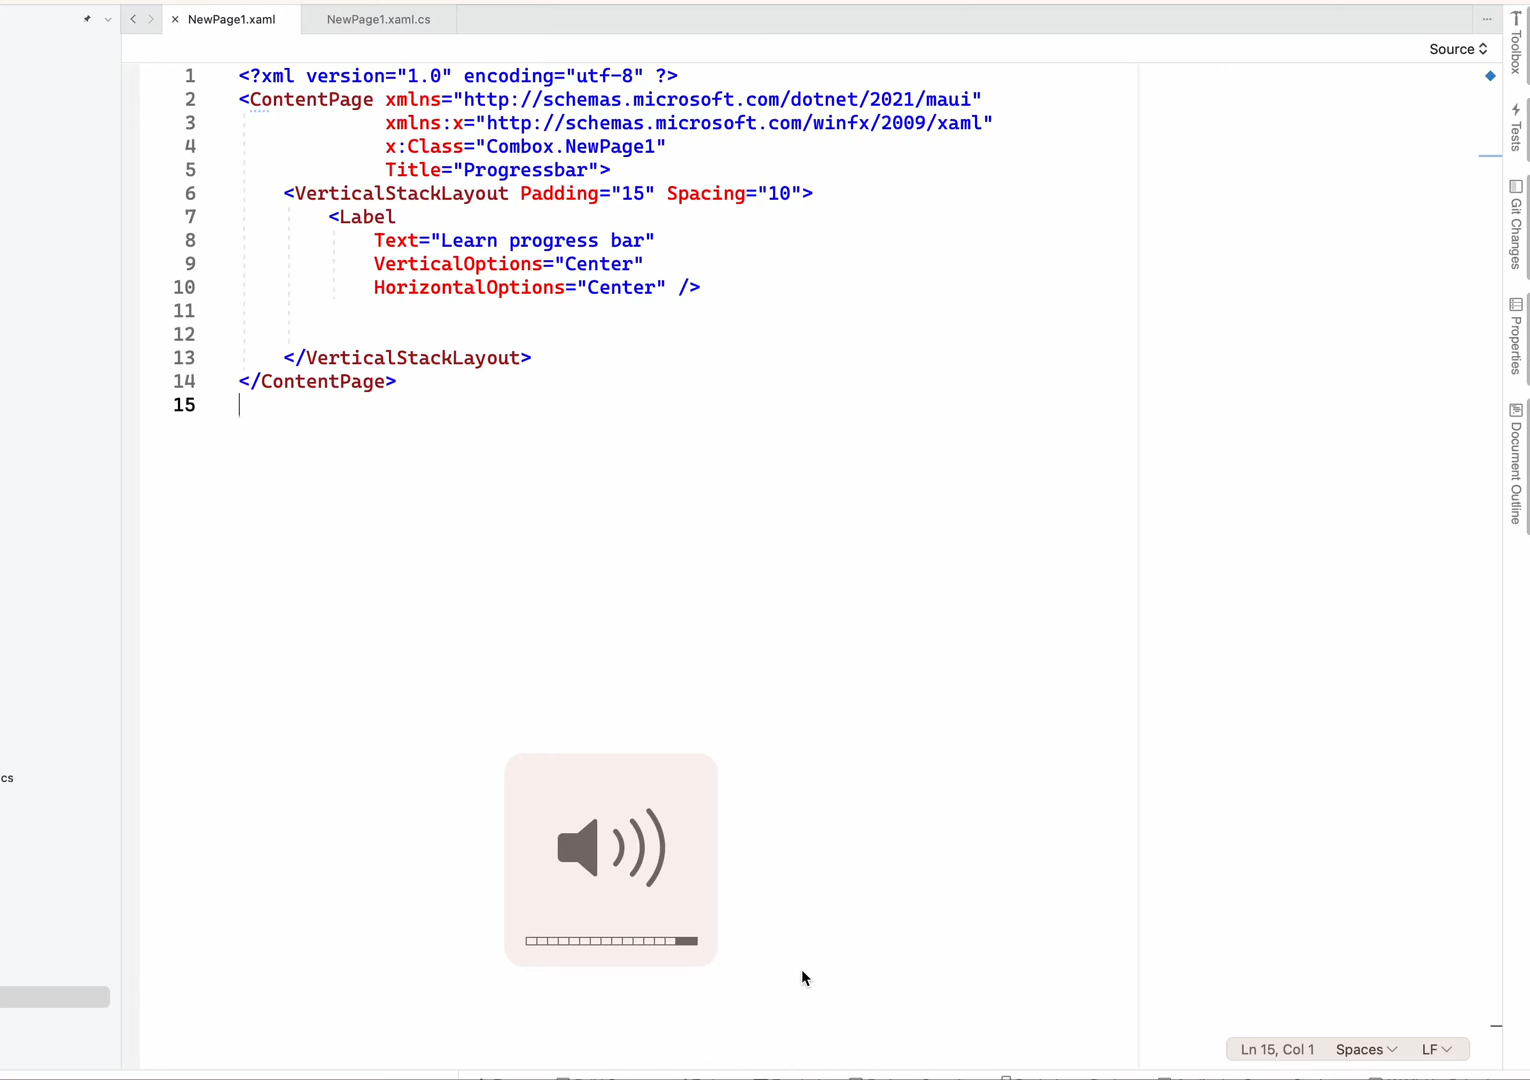 NewPage1.xaml
NewPage1.xaml.cs
Source
1 <?xml version="1.0" encoding="utf-8" ?>
2 <ContentPage xmlns="http://schemas.microsoft.com/dotnet/2021/maui"
3 xmlns:x="http://schemas.microsoft.com/winfx/2009/xaml"
4 x:Class="Combox.NewPage1"
5 Title="Progressbar">
6 <VerticalStackLayout Padding="15" Spacing="10">
7 <Label
8 Text="Learn progress bar"
9 VerticalOptions="Center"
10 HorizontalOptions="Center" />
11
12
13 </VerticalStackLayout>
14 </ContentPage>
15
cs
Toolbox
Tests
Git Changes
Properties
Document Outline
Ln 15, Col 1 Spaces LF